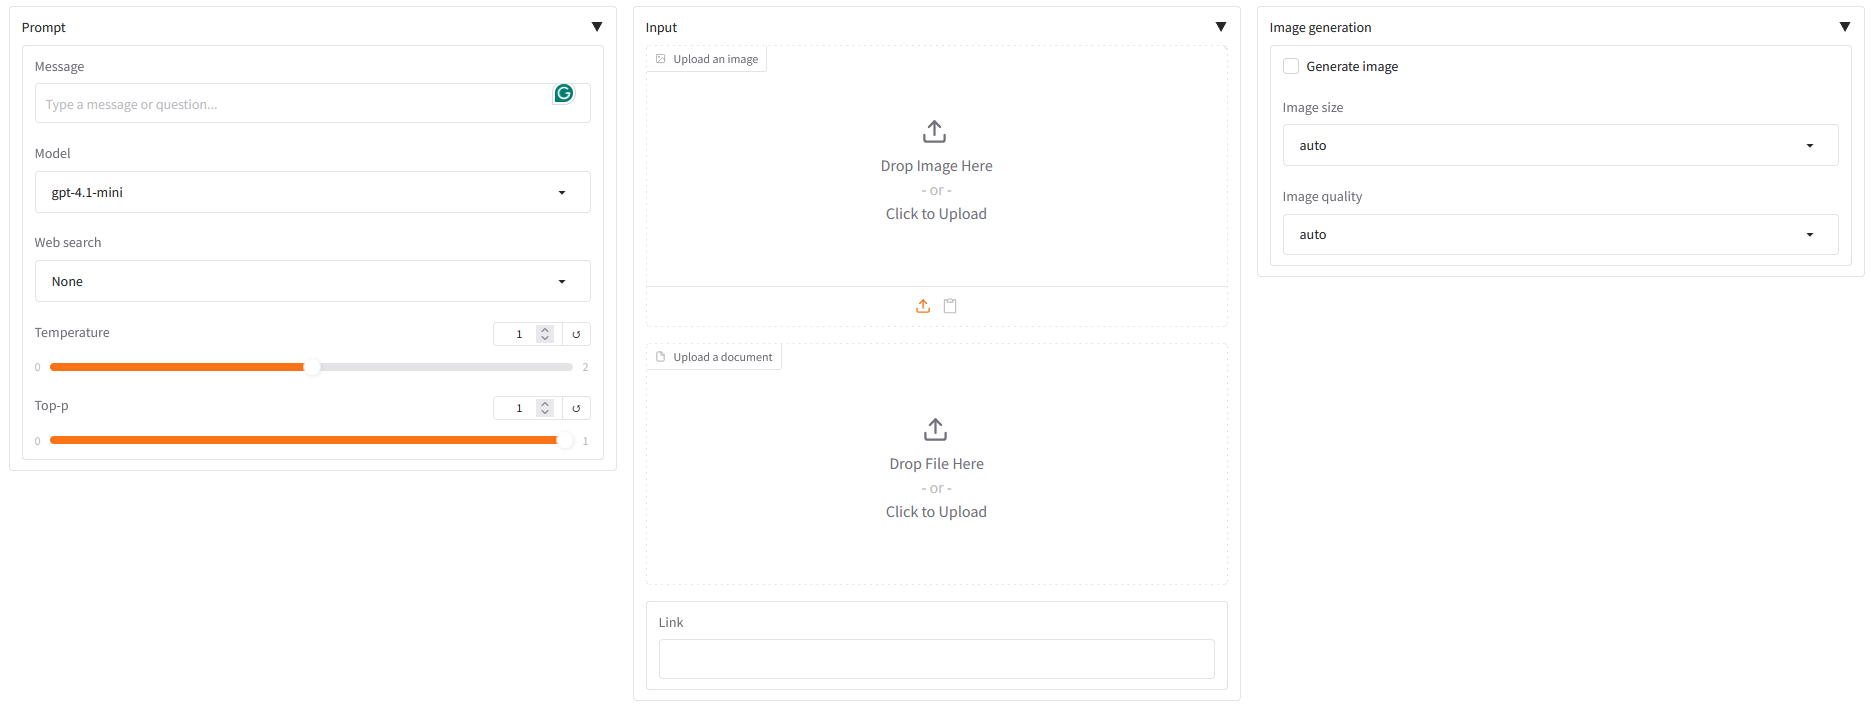 Prompt
Message
Type a message or question...
Model
gpt-4.1-mini
Web search
None
Temperature
1
0
2
Top-p
1
0
1
Input
Upload an image
Drop Image Here
- or -
Click to Upload
Upload a document
Drop File Here
- or -
Click to Upload
Link
Image generation
Generate image
Image size
auto
Image quality
auto